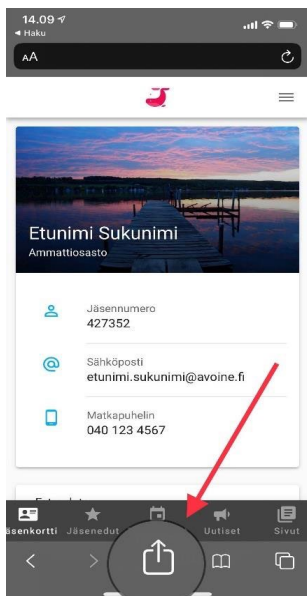 14.09
◀ Haku
AA
Etunimi Sukunimi
Ammattiosasto
Jäsennumero
427352
Sähköposti
etunimi.sukunimi@avoine.fi
Matkapuhelin
040 123 4567
äsenkortti Jäsenedut Uutiset Sivut